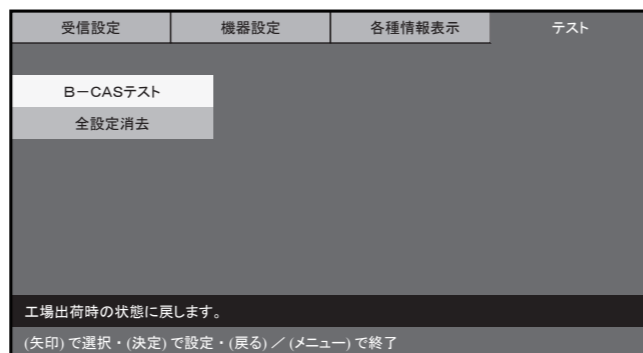 受信設定 機器設定 各種情報表示 テスト
B－CASテスト
全設定消去
工場出荷時の状態に戻します。
(矢印) で選択・(決定) で設定・(戻る) ／ (メニュー) で終了